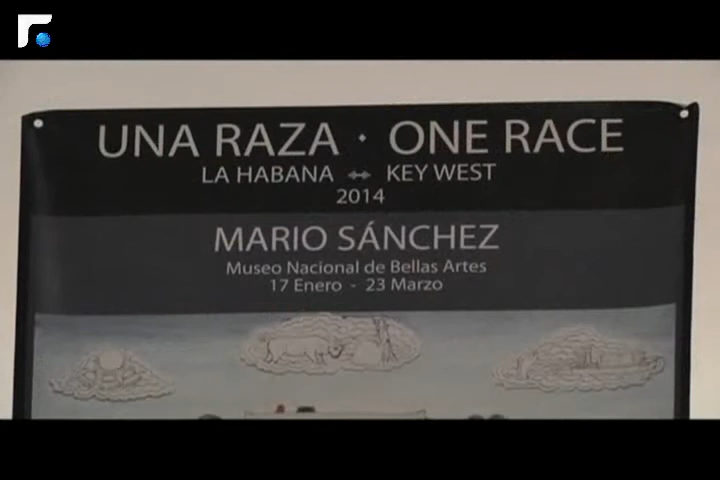 UNA RAZA · ONE RACE
LA HABANA ↔ KEY WEST
2014
MARIO SÁNCHEZ
Museo Nacional de Bellas Artes
17 Enero - 23 Marzo